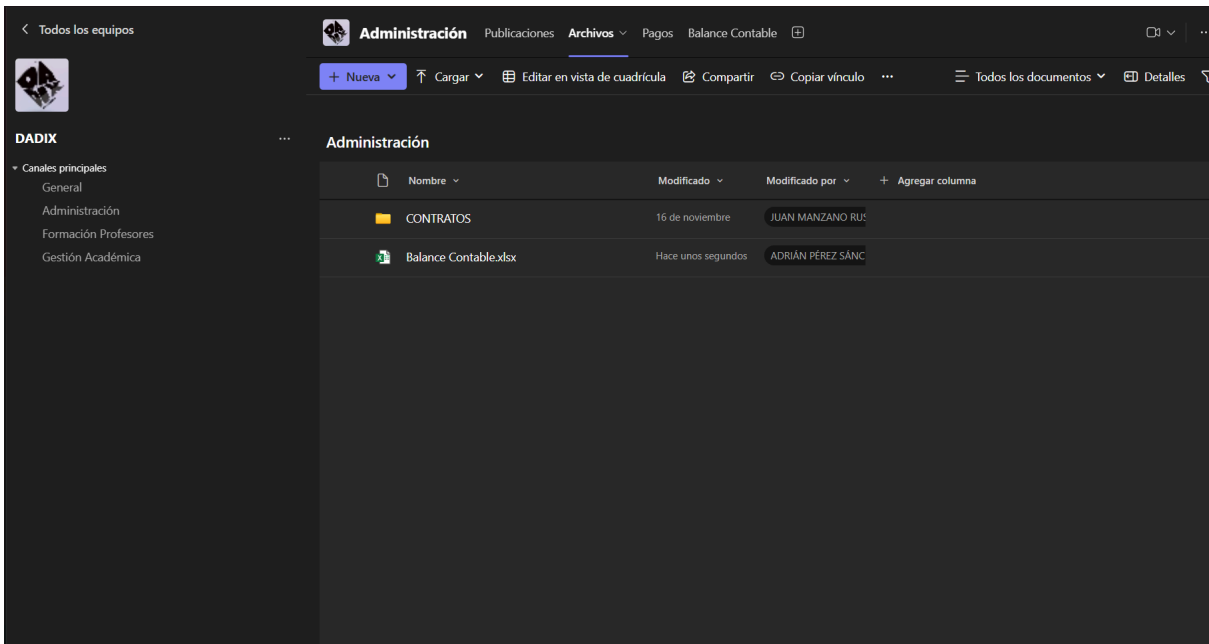 Todos los equipos
DADIX
Canales principales
General
Administración
Formación Profesores
Gestión Académica
Administración Publicaciones Archivos Pagos Balance Contable
Nueva Cargar Editar en vista de cuadrícula Compartir Copiar vínculo ... Todos los documentos Detalles
Administración
Nombre Modificado Modificado por + Agregar columna
CONTRATOS 16 de noviembre JUAN MANZANO
Balance Contable.xlsx Hace unos segundos ADRIÁN PÉREZ